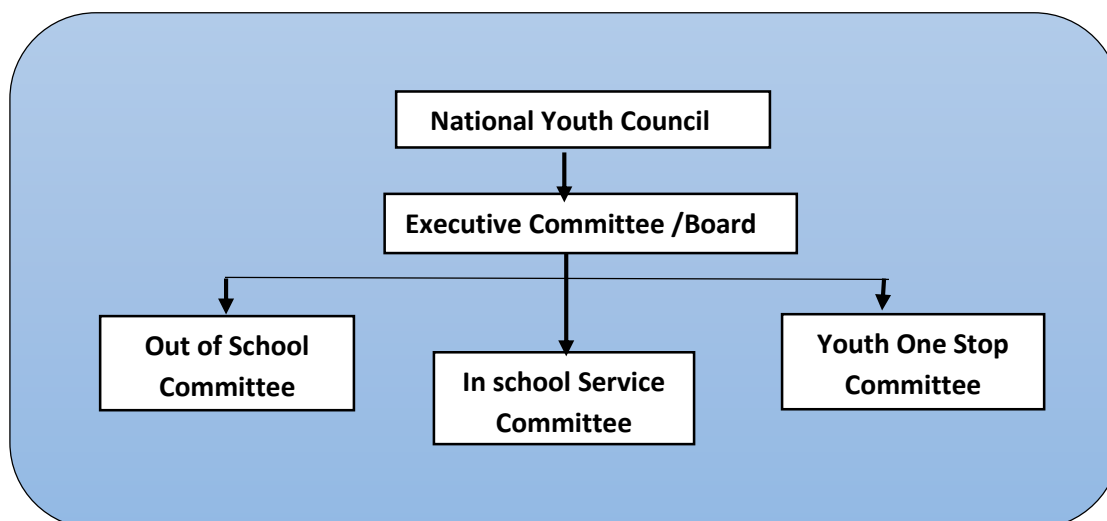 National Youth Council
Executive Committee /Board
Out of School
Committee
In school Service
Committee
Youth One Stop
Committee